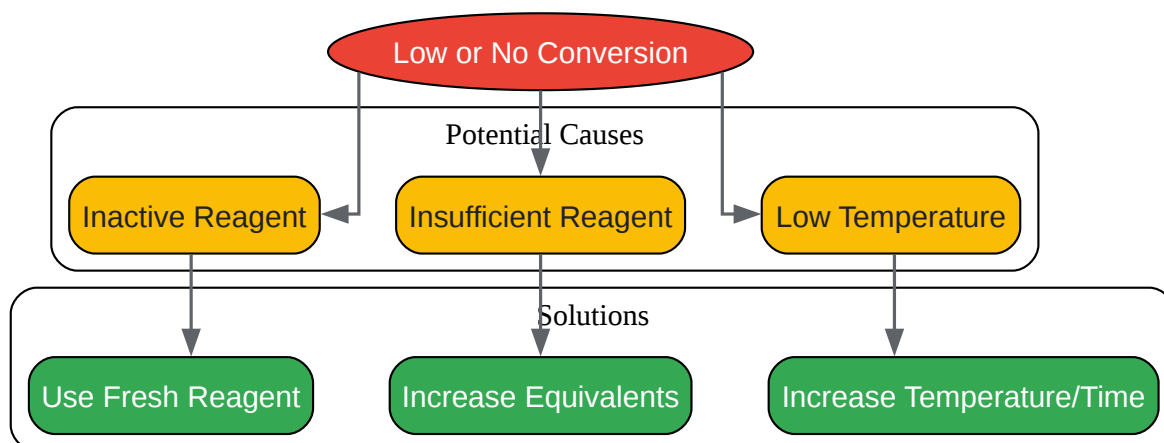 Low or No Conversion
Potential Causes
Inactive Reagent
Insufficient Reagent
Low Temperature
Solutions
Use Fresh Reagent
Increase Equivalents
Increase Temperature/Time